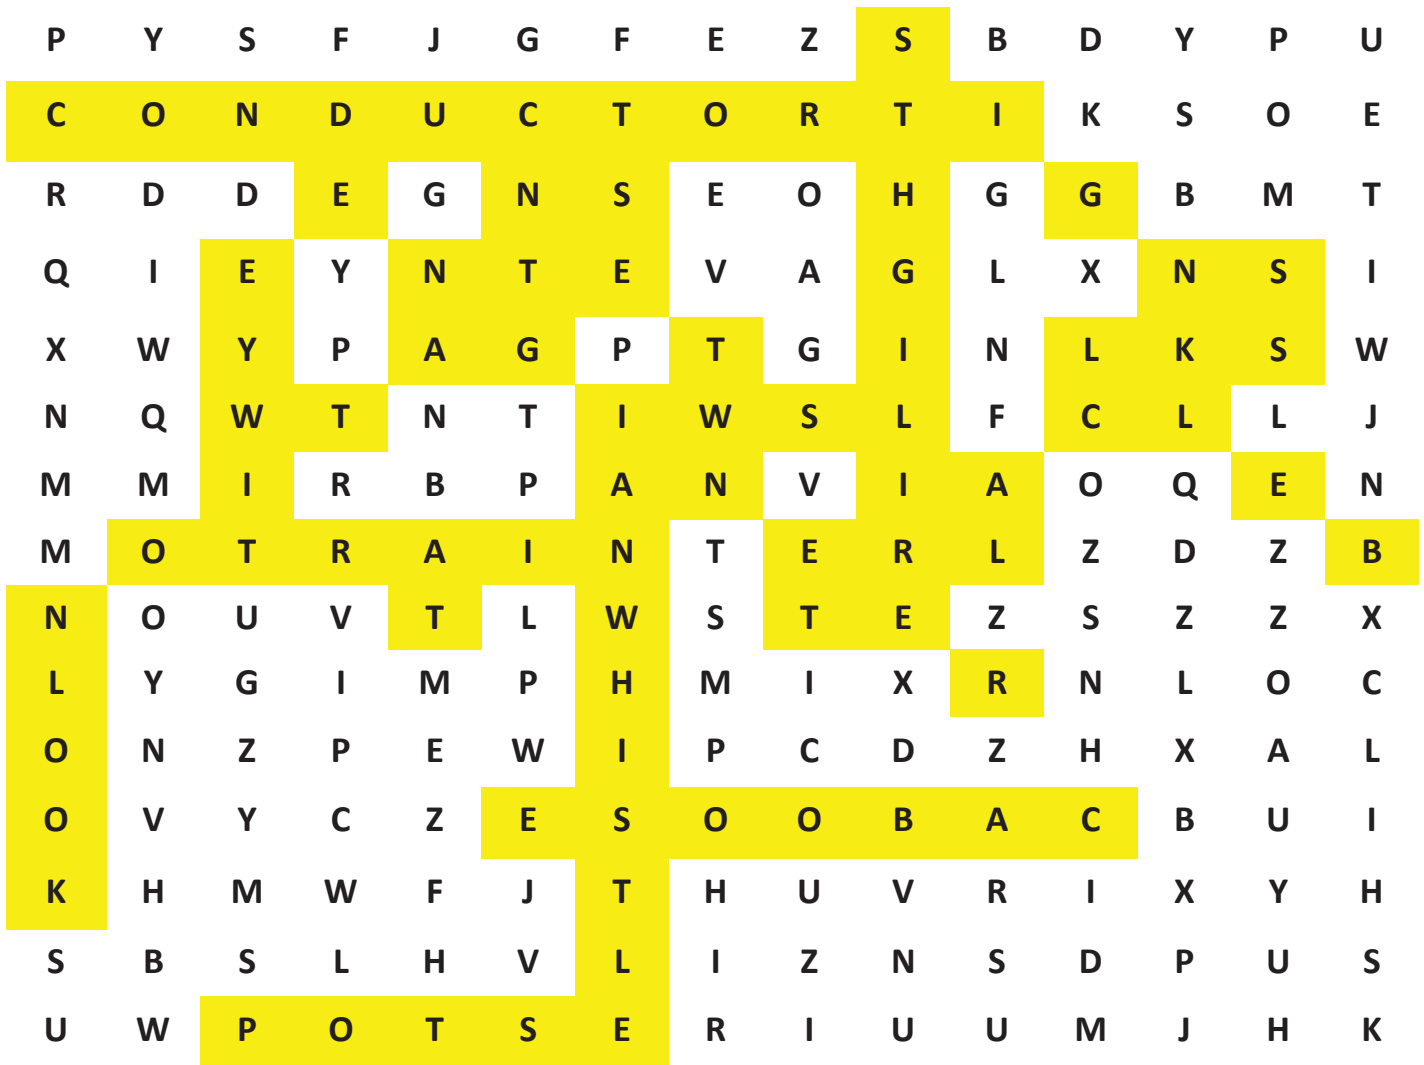 P Y S F J G F E Z S B D Y P U
C O N D U C T O R T I K S O E
R D D E G N S E O H G G B M T
Q I E Y N T E V A G L X N S I
X W Y P A G P T G I N L K S W
N Q W T N T I W S L F C L L J
M M I R B P A N V I A O Q E N
M O T R A I N T E R L Z D Z B
N O U V T L W S T E Z S Z Z X
L Y G I M P H M I X R N L O C
O N Z P E W I P C D Z H X A L
O V Y C Z E S O O B A C B U I
K H M W F J T H U V R I X Y H
S B S L H V L I Z N S D P U S
U W P O T S E R I U U M J H K